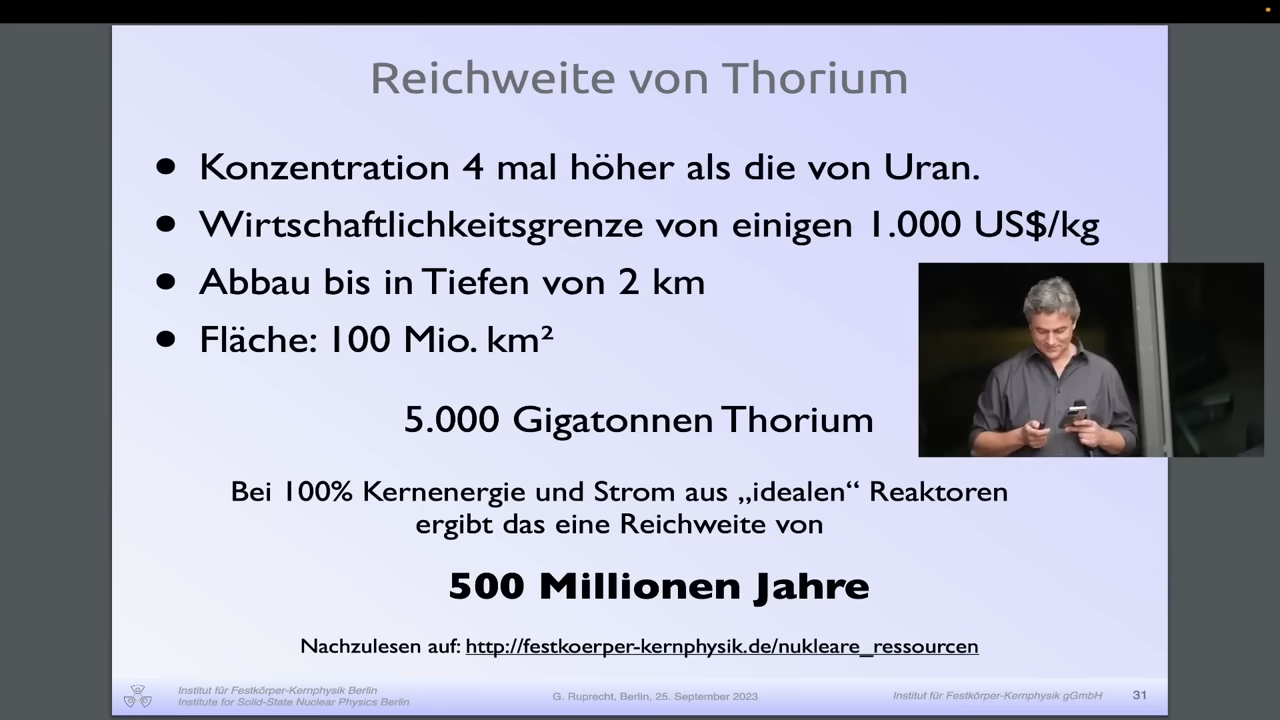 Reichweite von Thorium
• Konzentration 4 mal höher als die von Uran.
• Wirtschaftlichkeitsgrenze von einigen 1.000 US$/kg
• Abbau bis in Tiefen von 2 km
• Fläche: 100 Mio. km²
5.000 Gigatonnen Thorium
Bei 100% Kernenergie und Strom aus „idealen“ Reaktoren
ergibt das eine Reichweite von
500 Millionen Jahre
Nachzulesen auf: http://festkoerper-kernphysik.de/nukleare_ressourcen
Institut für Festkörper-Kernphysik Berlin
Institute for Solid-State Nuclear Physics Berlin
G. Ruprecht, Berlin, 25. September 2023
Institut für Festkörper-Kernphysik gGmbH
31